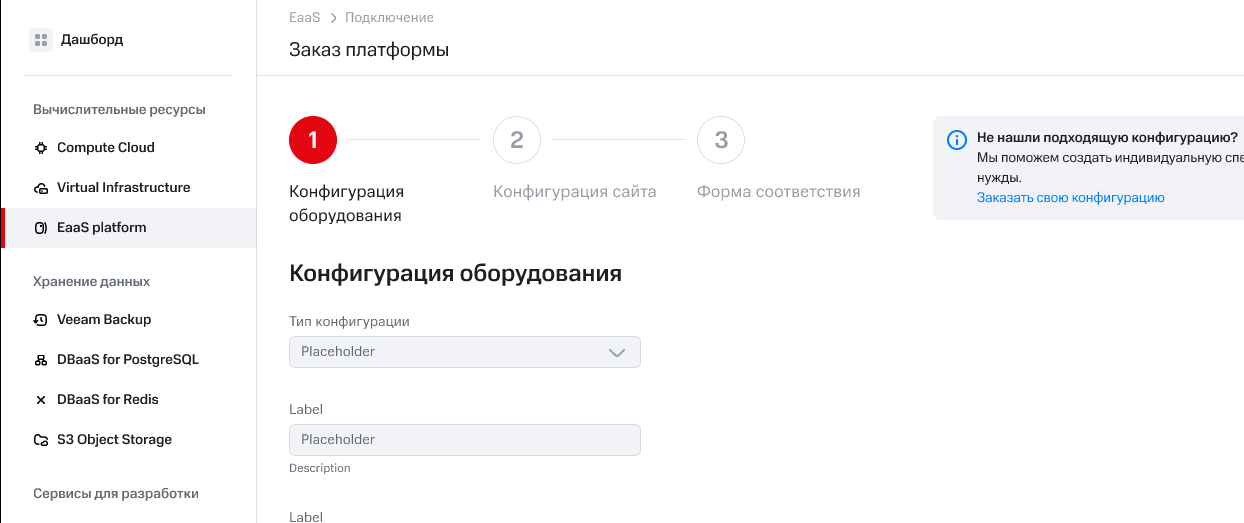 Дашборд
Вычислительные ресурсы
Compute Cloud
Virtual Infrastructure
EaaS platform
Хранение данных
Veeam Backup
DBaaS for PostgreSQL
DBaaS for Redis
S3 Object Storage
Сервисы для разработки
EaaS > Подключение
Заказ платформы
1
Конфигурация
оборудования
2
Конфигурация сайта
3
Форма соответствия
Не нашли подходящую конфигурацию?
Мы поможем создать индивидуальную спе
нужды.
Заказать свою конфигурацию
Конфигурация оборудования
Тип конфигурации
Placeholder
Label
Placeholder
Description
Label